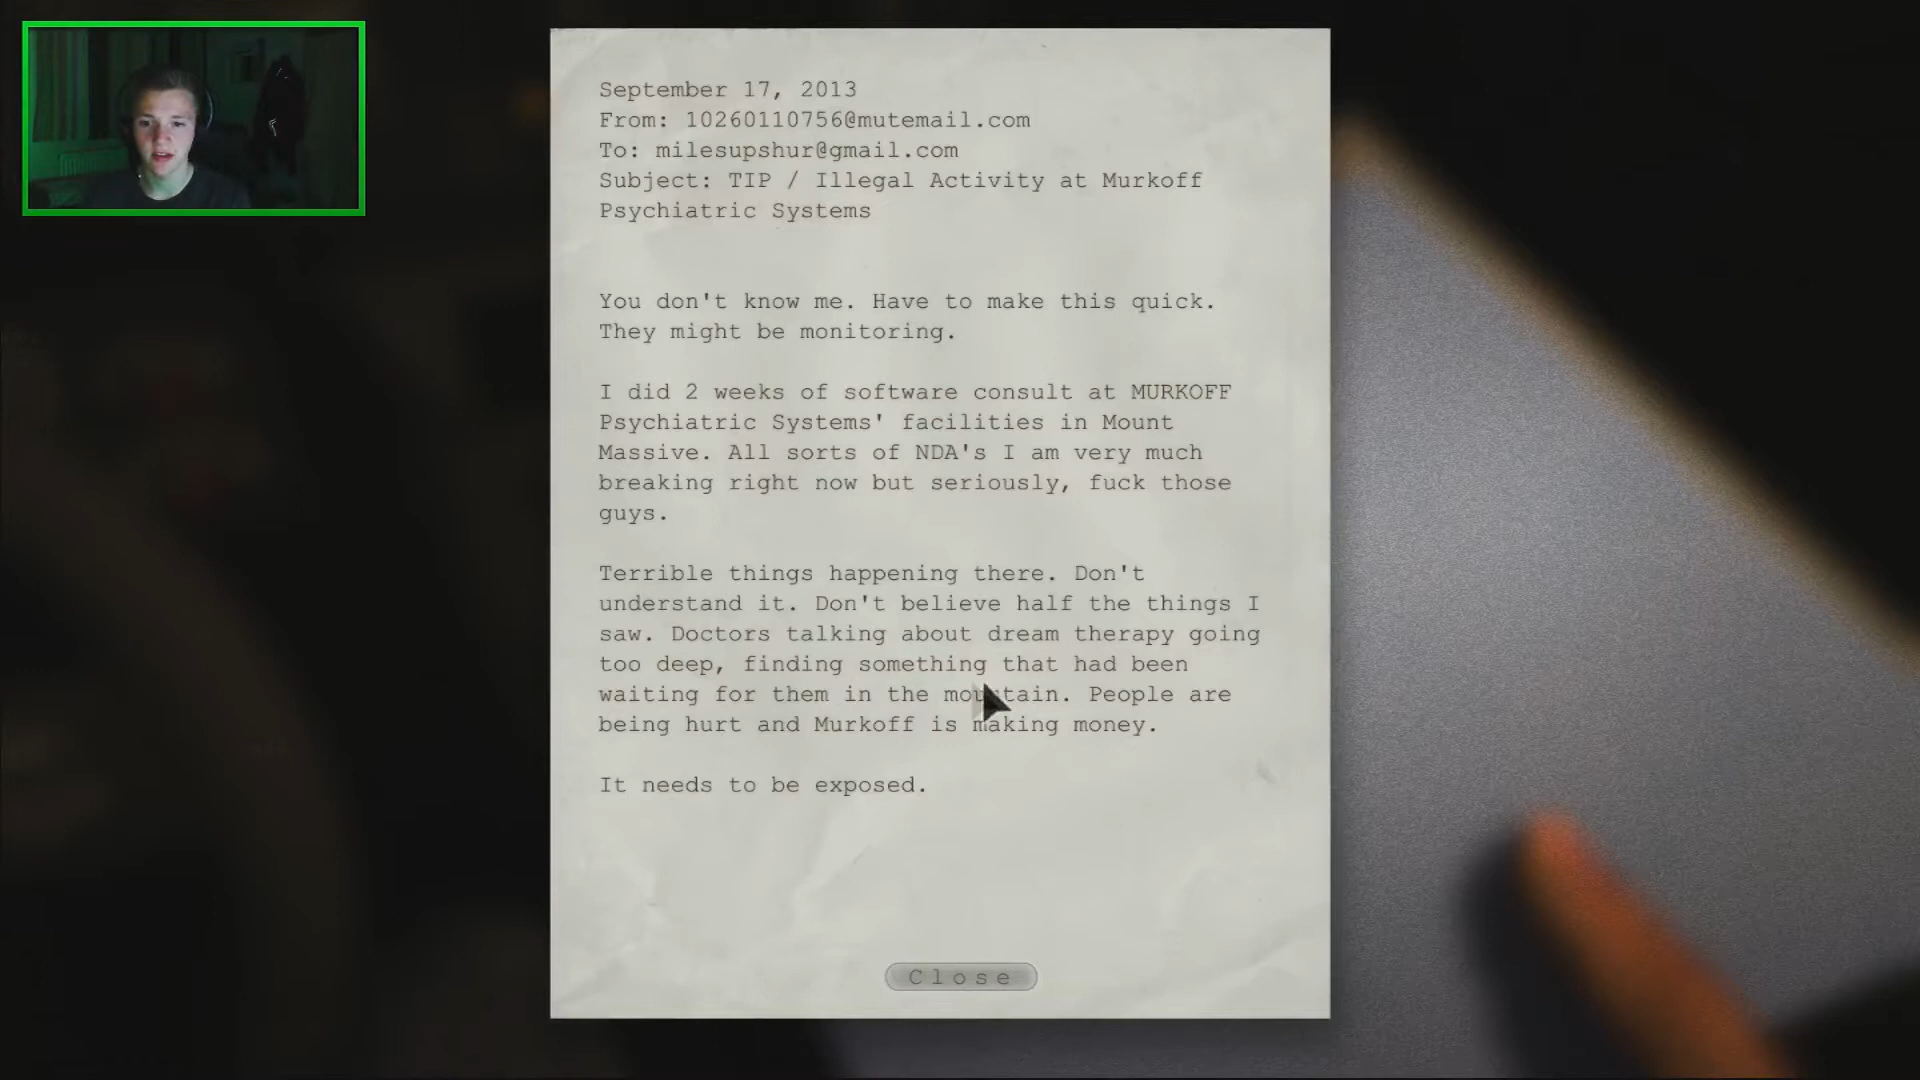 September 17, 2013
From: 10260110756@mutemail.com
To: milesupshur@gmail.com
Subject: TIP / Illegal Activity at Murkoff
Psychiatric Systems
You don't know me. Have to make this quick.
They might be monitoring.
I did 2 weeks of software consult at MURKOFF
Psychiatric Systems' facilities in Mount
Massive. All sorts of NDA's I am very much
breaking right now but seriously, fuck those
guys.
Terrible things happening there. Don't
understand it. Don't believe half the things I
saw. Doctors talking about dream therapy going
too deep, finding something that had been
waiting for them in the mountain. People are
being hurt and Murkoff is making money.
It needs to be exposed.
Close